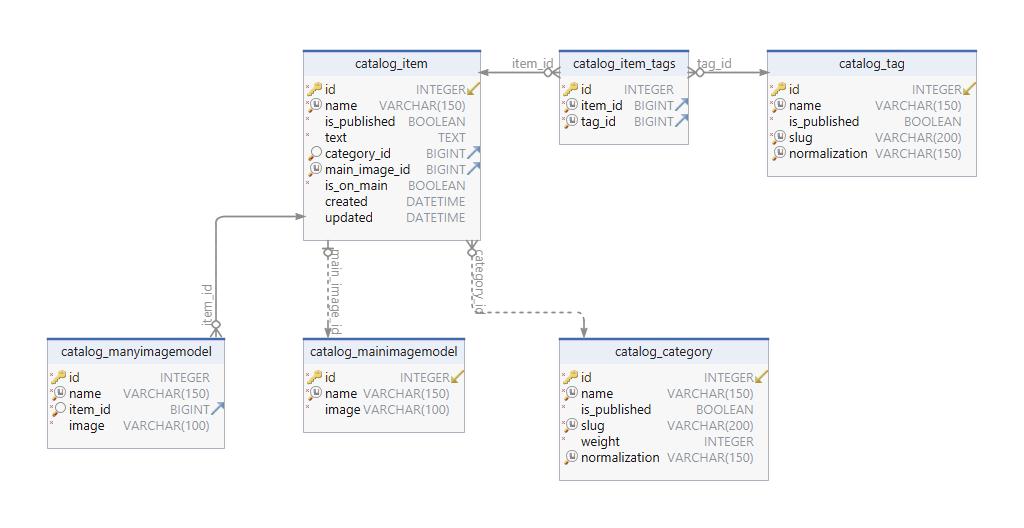 catalog_item
id INTEGER
name VARCHAR(150)
is_published BOOLEAN
text TEXT
category_id BIGINT
main_image_id BIGINT
is_on_main BOOLEAN
created DATETIME
updated DATETIME
item_id
catalog_item_tags
id INTEGER
item_id BIGINT
tag_id BIGINT
tag_id
catalog_tag
id INTEGER
name VARCHAR(150)
is_published BOOLEAN
slug VARCHAR(200)
normalization VARCHAR(150)
item_id
main_image_id
category_id
catalog_manyimagemodel
id INTEGER
name VARCHAR(150)
item_id BIGINT
image VARCHAR(100)
catalog_mainimagemodel
id INTEGER
name VARCHAR(150)
image VARCHAR(100)
catalog_category
id INTEGER
name VARCHAR(150)
is_published BOOLEAN
slug VARCHAR(200)
weight INTEGER
normalization VARCHAR(150)